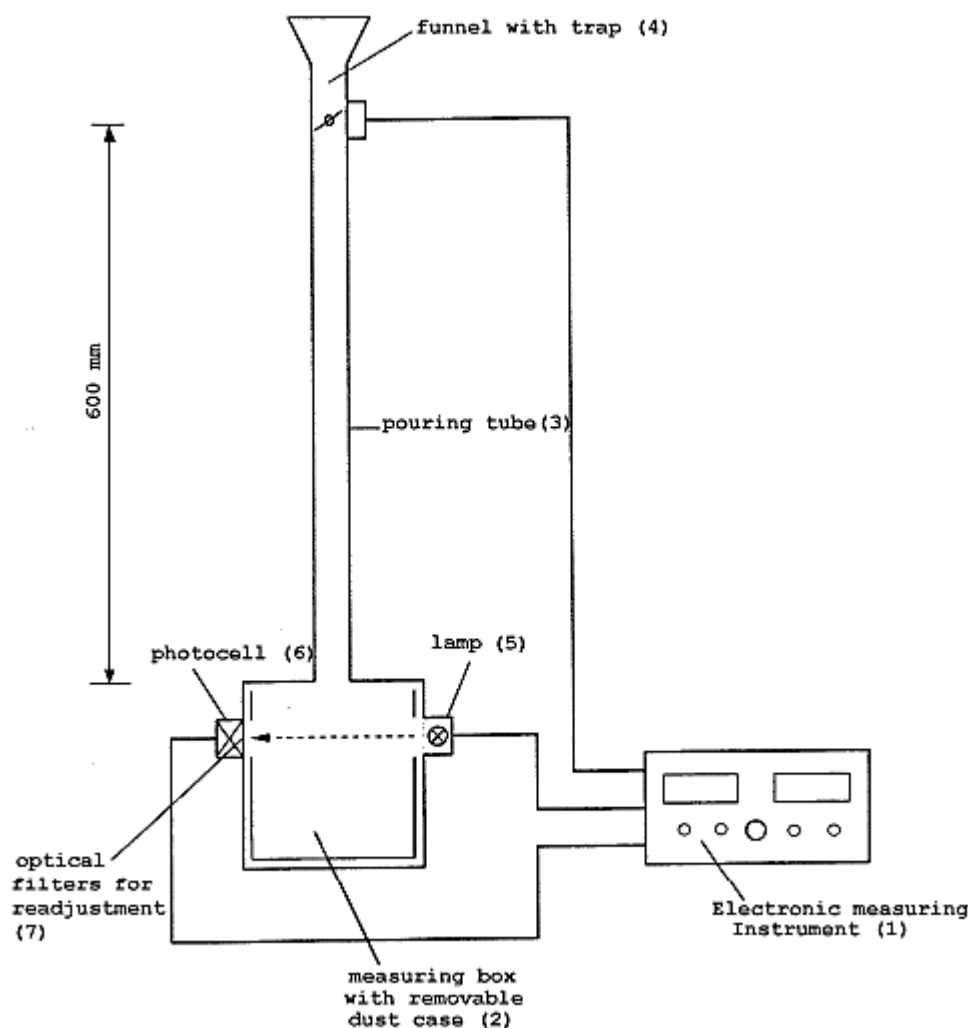 funnel with trap (4)
600 mm
pouring tube(3)
photocell (6)
lamp (5)
optical
filters for
readjustment
(7)
Electronic measuring
Instrument (1)
measuring box
with removable
dust case (2)